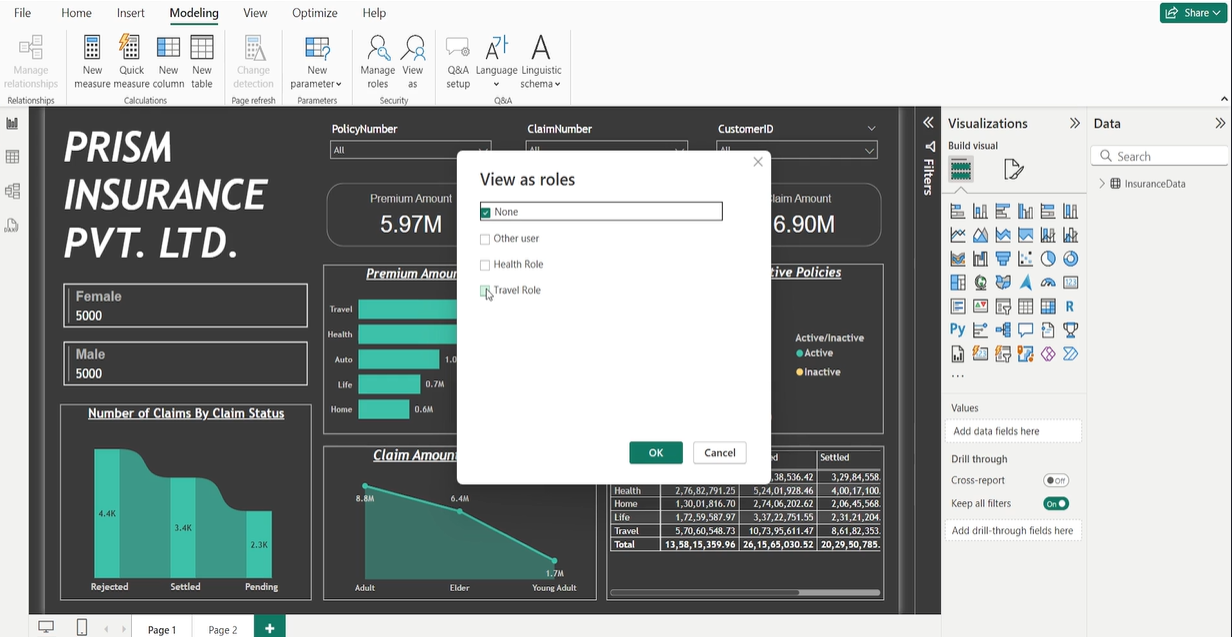 File Home Insert Modeling View Optimize Help Share
Manage relationships
New measure
Quick measure
New column
New table
Change detection
New parameter
Manage roles
View as
Q&A setup
Language
Linguistic schema
Relationships Calculations Page refresh Parameters Security Q&A
PRISM
INSURANCE
PVT. LTD.
PolicyNumber ClaimNumber CustomerID
All All All
Premium Amount
5.97M
laim Amount
6.90M
Female
5000
Male
5000
Number of Claims By Claim Status
4.4K
3.4K
2.3K
Rejected Settled Pending
Premium Amour
Travel
Health
Auto 1.0
Life 0.7M
Home 0.6M
tive Policies
Active/Inactive
Active
Inactive
Claim Amount
8.8M
6.4M
1.7M
Adult Elder Young Adult
View as roles
None
Other user
Health Role
Travel Role
OK Cancel
Settled
,38,536.42 3,29,84,558.
Health 2,76,82,791.25 5,24,01,928.46 4,00,17,100.
Home 1,30,01,816.70 2,74,06,202.62 2,06,45,568.
Life 1,72,59,587.97 3,37,22,751.55 2,31,21,204.
Travel 5,70,60,548.73 10,73,95,611.47 8,61,82,353.
Total 13,58,15,359.96 26,15,65,030.52 20,29,50,785.
Filters
Visualizations
Build visual
R
Py
123
...
Values
Add data fields here
Drill through
Cross-report Off
Keep all filters On
Add drill-through fields here
Data
Search
InsuranceData
Page 1 Page 2 +